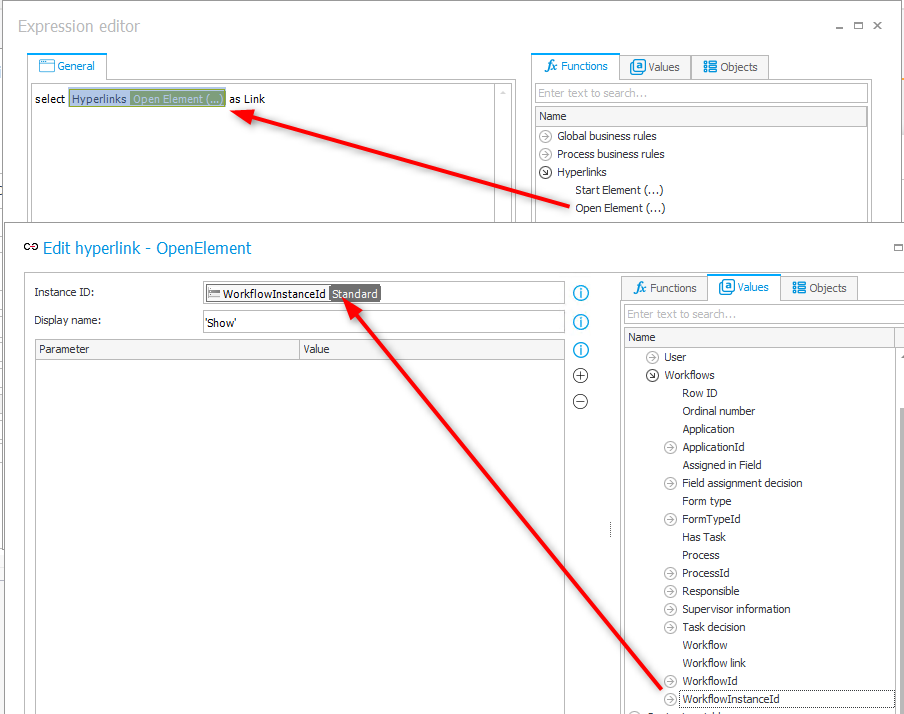 Expression editor
General
select Hyperlinks Open Element (...) as Link
Functions
Values
Objects
Enter text to search...
Name
Global business rules
Process business rules
Hyperlinks
Start Element (...)
Open Element (...)
Edit hyperlink - OpenElement
Instance ID: WorkflowInstanceId Standard
Display name: 'Show'
Parameter Value
Functions
Values
Objects
Enter text to search...
Name
User
Workflows
Row ID
Ordinal number
Application
ApplicationId
Assigned in Field
Field assignment decision
Form type
FormTypeId
Has Task
Process
ProcessId
Responsible
Supervisor information
Task decision
Workflow
Workflow link
WorkflowId
WorkflowInstanceId